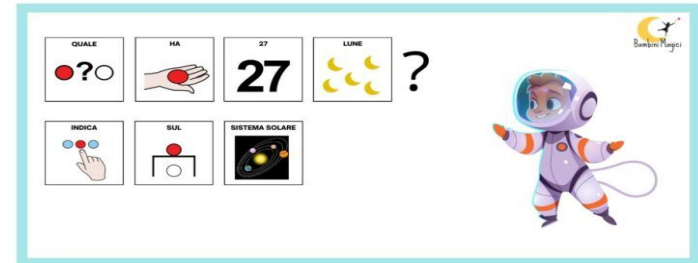 Bambini Magici
QUALE HA 27 LUNE
? 27 ?
INDICA SUL SISTEMA SOLARE